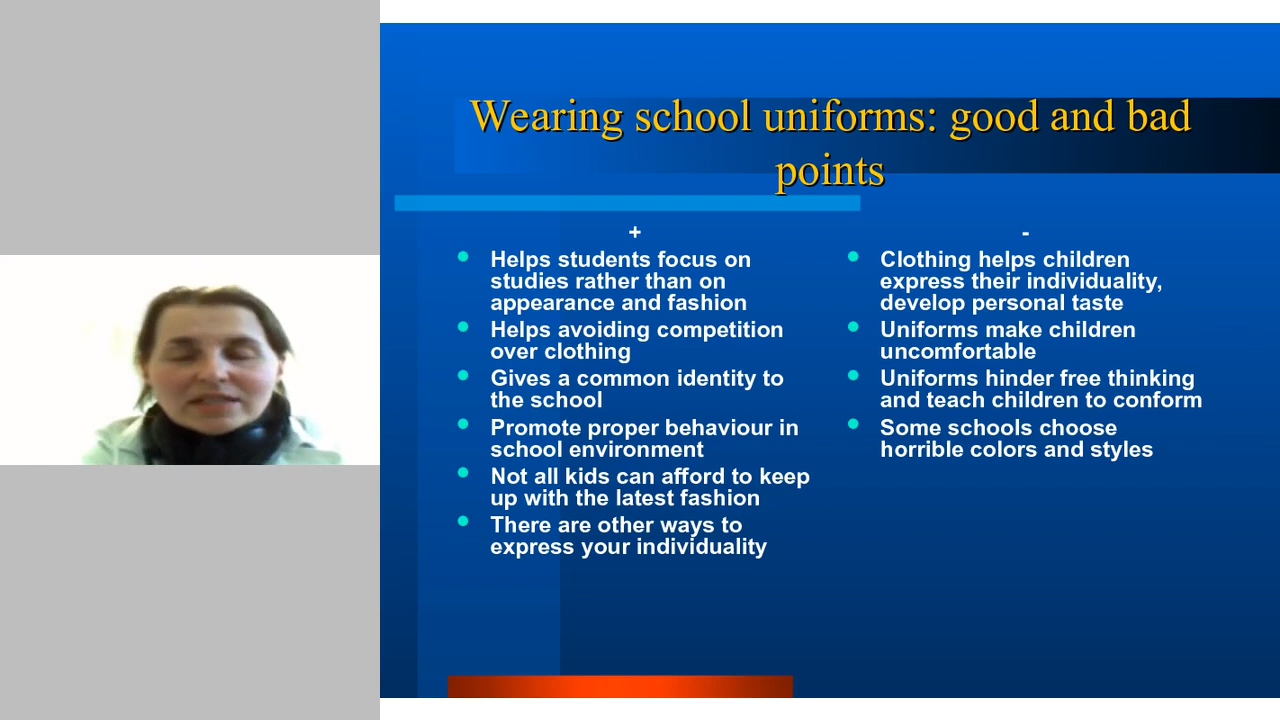 Wearing school uniforms: good and bad
points
+
Helps students focus on
studies rather than on
appearance and fashion
Helps avoiding competition
over clothing
Gives a common identity to
the school
Promote proper behaviour in
school environment
Not all kids can afford to keep
up with the latest fashion
There are other ways to
express your individuality
-
Clothing helps children
express their individuality,
develop personal taste
Uniforms make children
uncomfortable
Uniforms hinder free thinking
and teach children to conform
Some schools choose
horrible colors and styles